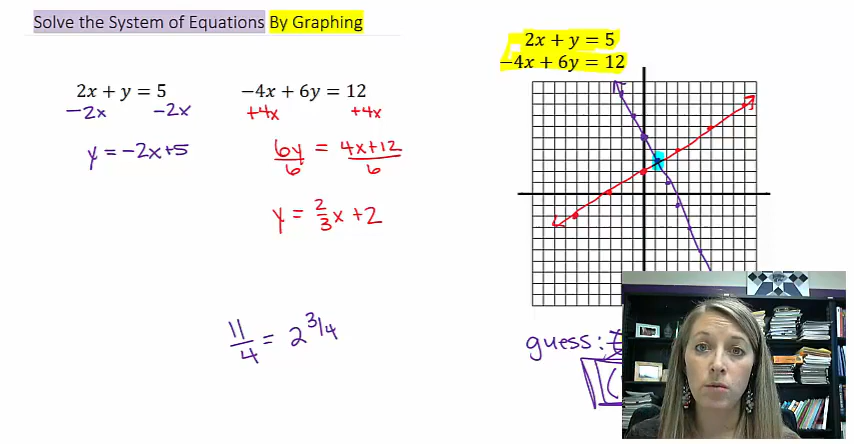 Solve the System of Equations By Graphing
2x + y = 5
−2x −2x
y = −2x+5
−4x + 6y = 12
+4x +4x
6y/6 = 4x+12/6
y = 2/3x + 2
11/4 = 2 3/4
2x + y = 5
−4x + 6y = 12
guess:
(